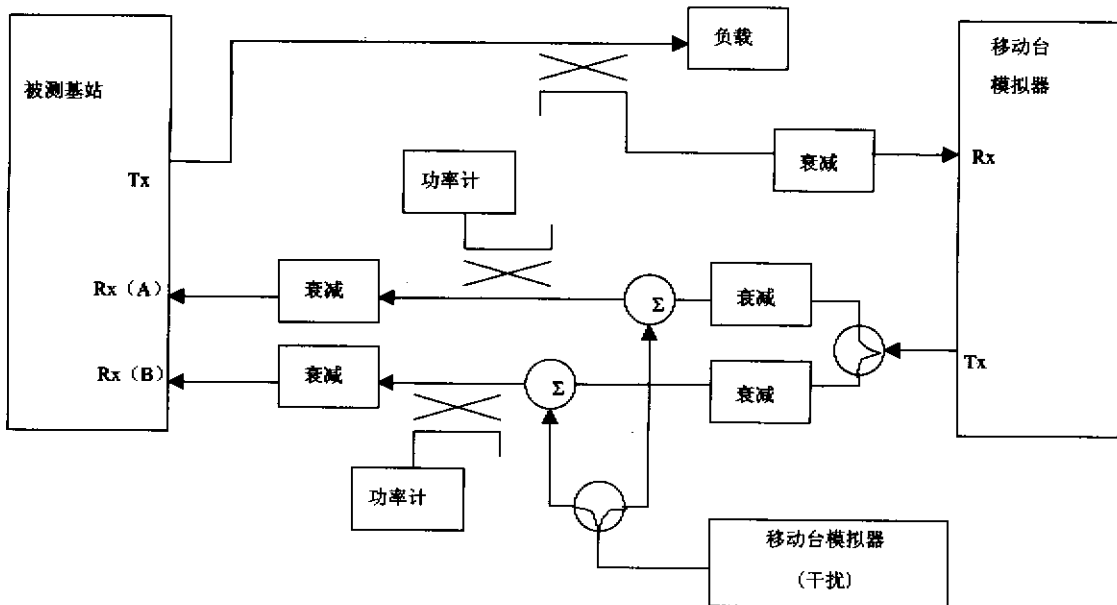 负载
移动台
模拟器
被测基站
衰减
Rx
Tx
功率计
Rx（A）
衰减
Σ
衰减
Tx
Rx（B）
衰减
Σ
衰减
功率计
移动台模拟器
（干扰）